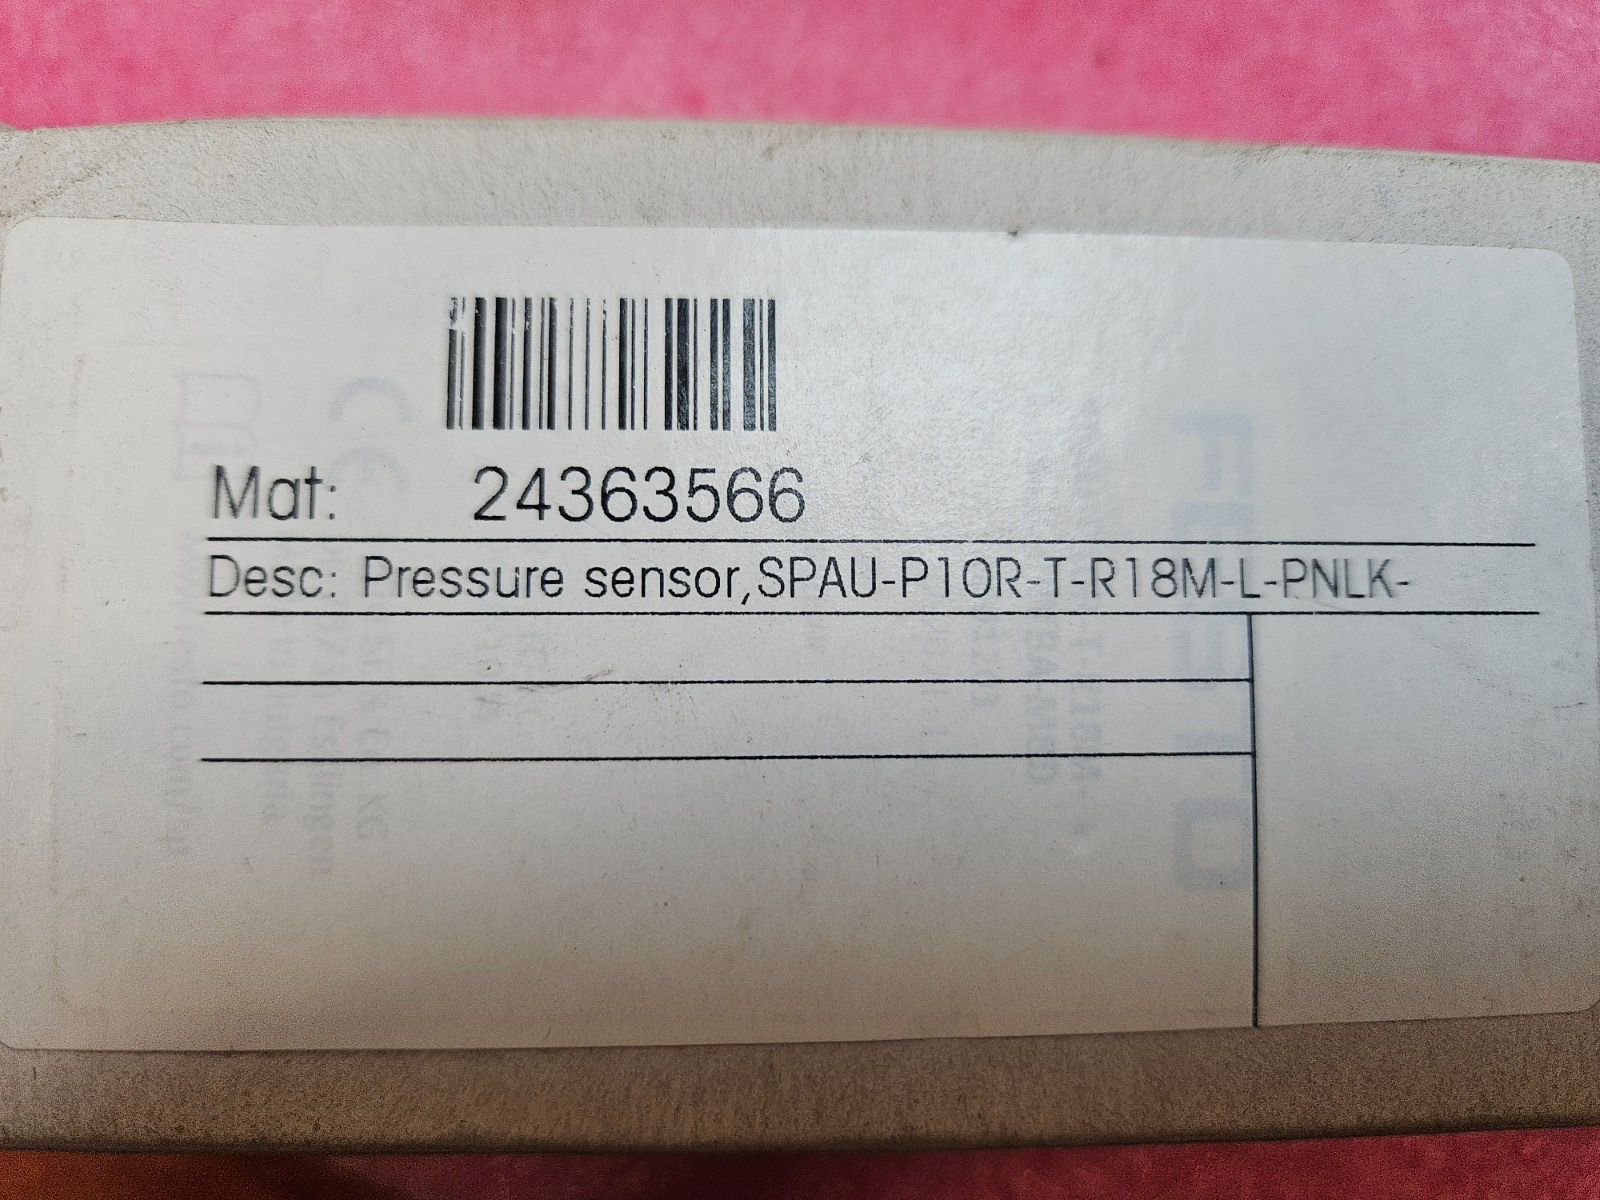 Mat: 24363566
Desc: Pressure sensor,SPAU-P10R-T-R18M-L-PNLK-